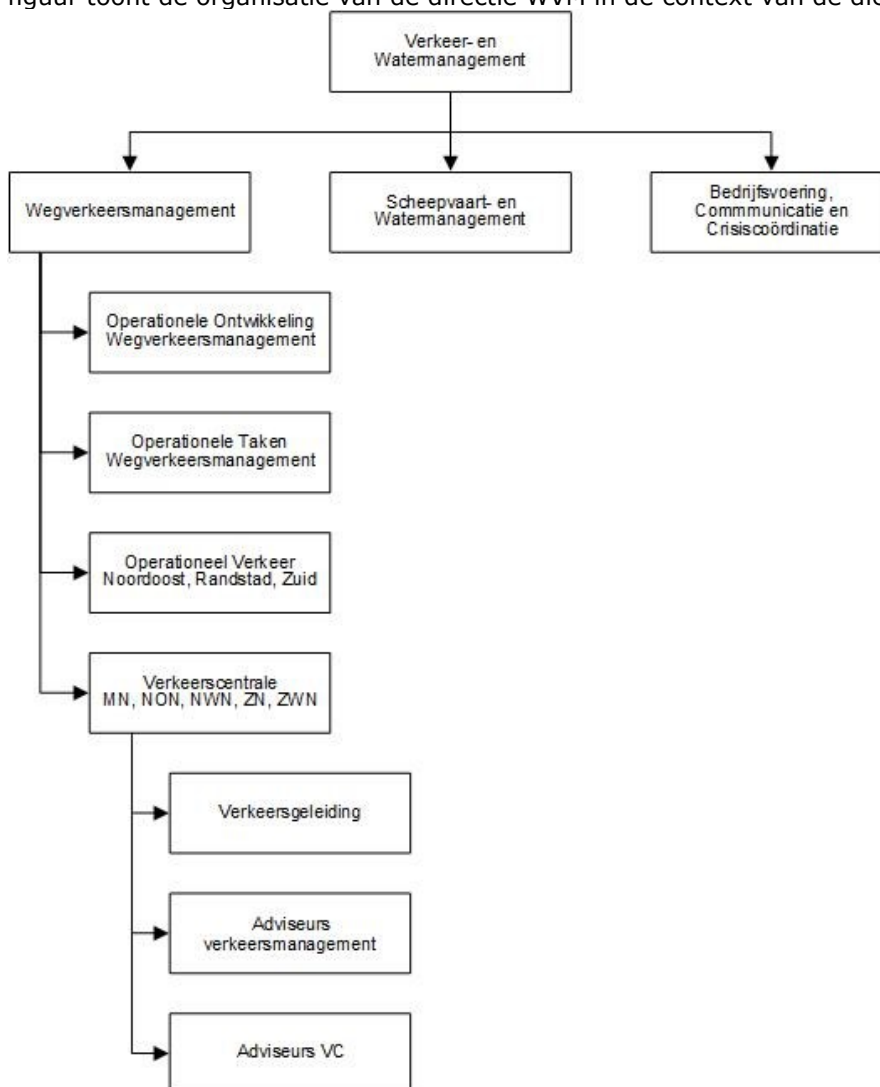 figuur toont de organisatie van de directie WVM in de context van de
Verkeer- en
Watermanagement
Wegverkeersmanagement
Scheepvaart- en
Watermanagement
Bedrijfsvoering,
Commmunicatie en
Crisiscoördinatie
Operationele Ontwikkeling
Wegverkeersmanagement
Operationele Taken
Wegverkeersmanagement
Operationeel Verkeer
Noordoost, Randstad, Zuid
Verkeerscentrale
MN, NON, NWN, ZN, ZWN
Verkeersgeleiding
Adviseurs
verkeersmanagement
Adviseurs VC